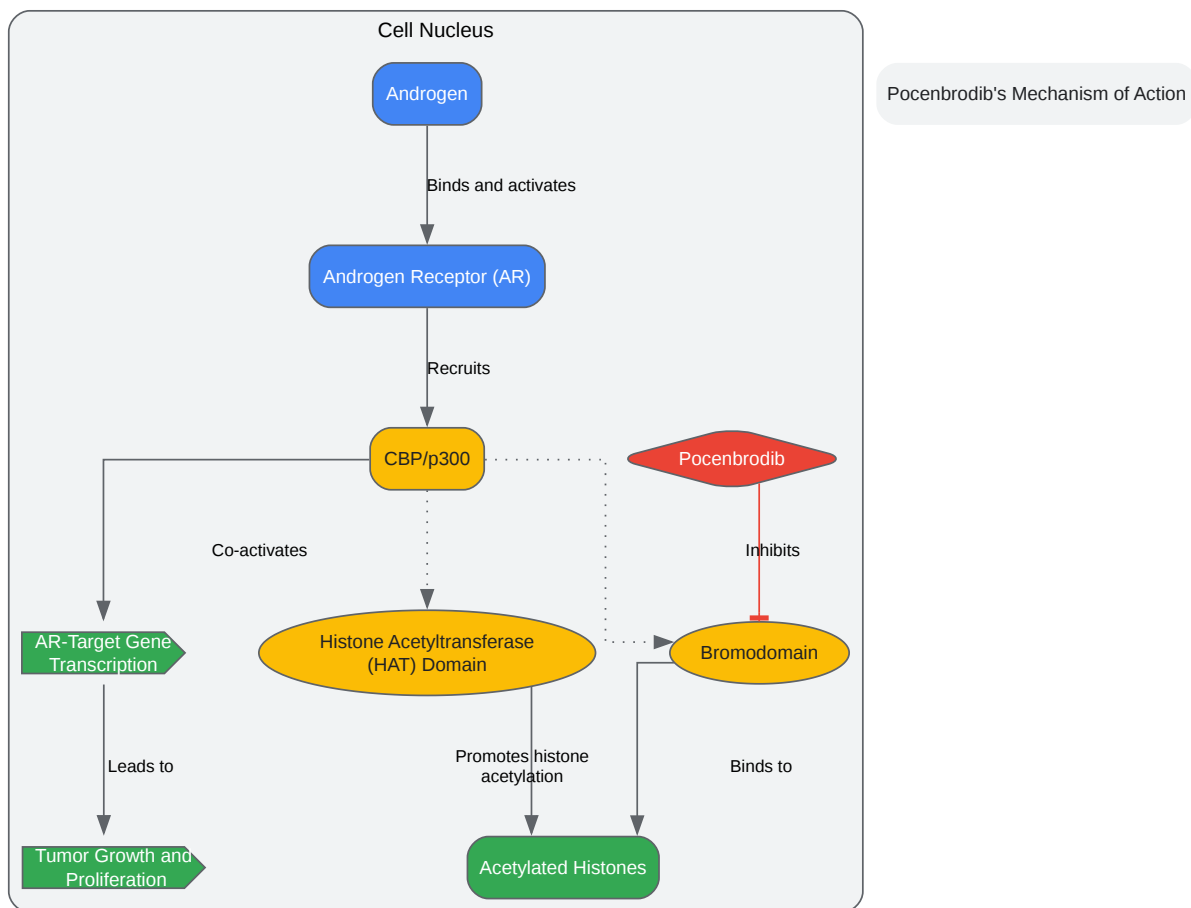 Cell Nucleus
Androgen
Pocenbrodib's Mechanism of Action
Binds and activates
Androgen Receptor (AR)
Recruits
CBP/p300
Pocenbrodib
Co-activates
Inhibits
AR-Target Gene
Transcription
Histone Acetyltransferase
(HAT) Domain
Bromodomain
Leads to
Promotes histone
acetylation
Binds to
Tumor Growth and
Proliferation
Acetylated Histones